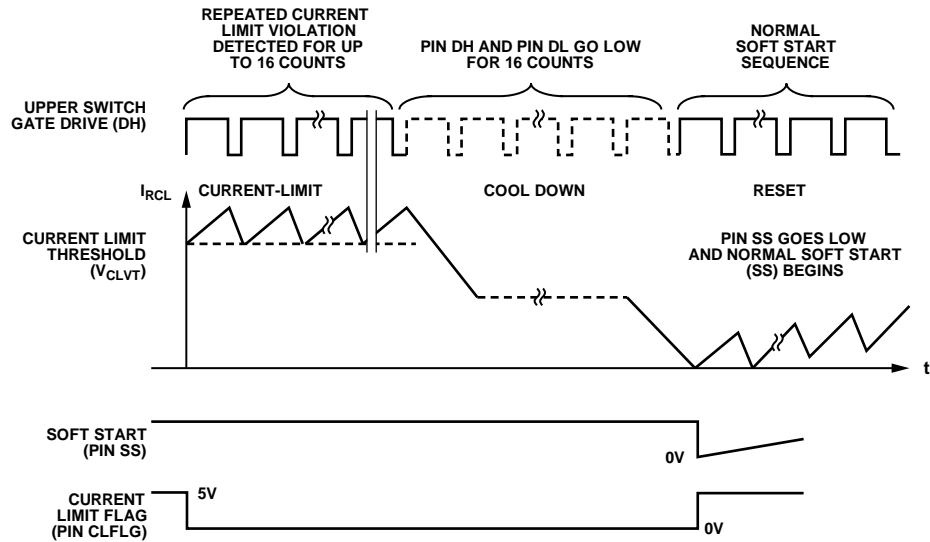 REPEATED CURRENT
LIMIT VIOLATION
DETECTED FOR UP
TO 16 COUNTS
PIN DH AND PIN DL GO LOW
FOR 16 COUNTS
NORMAL
SOFT START
SEQUENCE
UPPER SWITCH
GATE DRIVE (DH)
IRCL
CURRENT-LIMIT
COOL DOWN
RESET
CURRENT LIMIT
THRESHOLD
(VCLVT)
PIN SS GOES LOW
AND NORMAL SOFT START
(SS) BEGINS
t
SOFT START
(PIN SS)
0V
CURRENT
LIMIT FLAG
(PIN CLFLG)
5V
0V